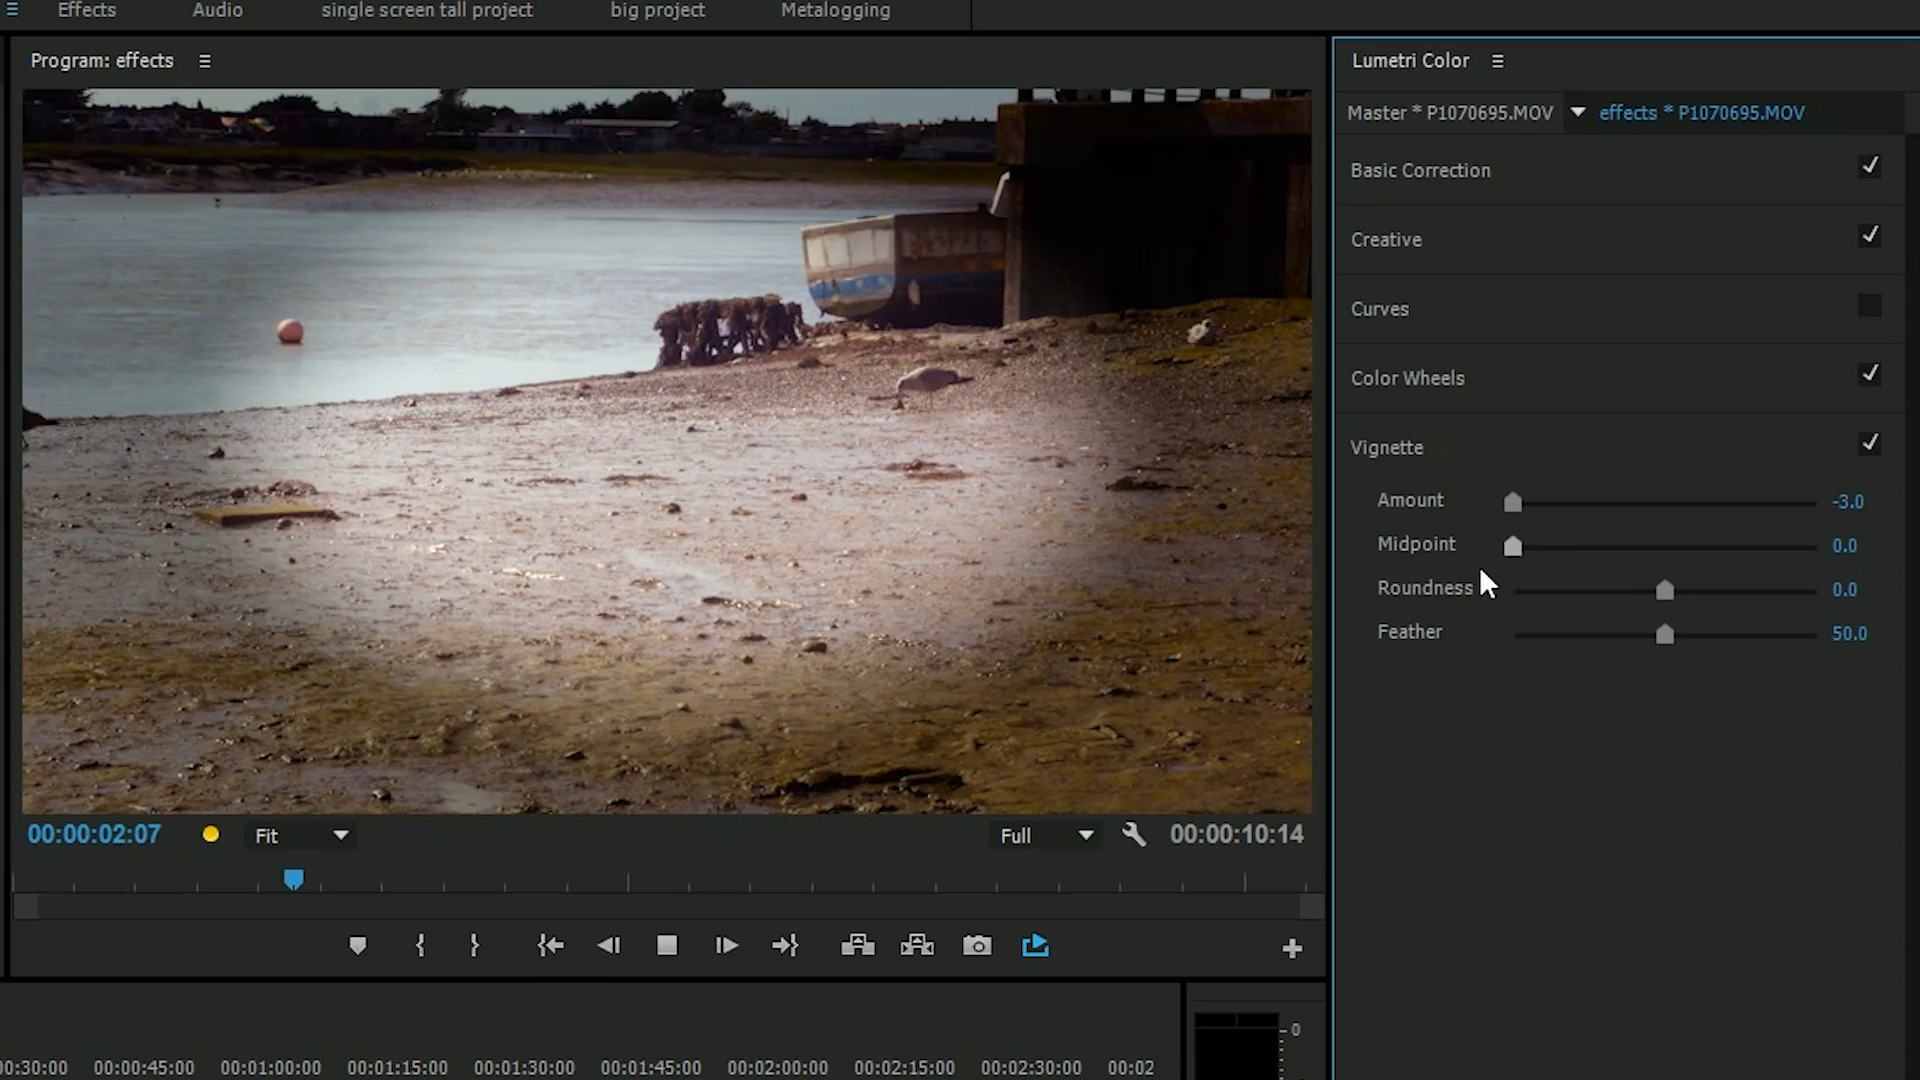 Effects Audio single screen tall project big project Metalogging
Program: effects
Lumetri Color
Master * P1070695.MOV effects * P1070695.MOV
Basic Correction
Creative
Curves
Color Wheels
Vignette
Amount -3.0
Midpoint 0.0
Roundness 0.0
Feather 50.0
00:00:02:07 Fit Full 00:00:10:14
0
00:30:00 00:00:45:00 00:01:00:00 00:01:15:00 00:01:30:00 00:01:45:00 00:02:00:00 00:02:15:00 00:02:30:00 00:02